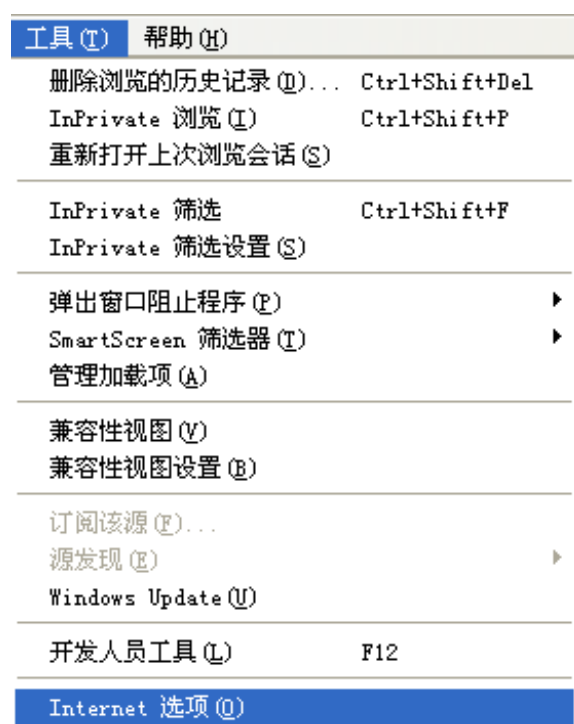 工具(T) 帮助(H)
删除浏览的历史记录(D)... Ctrl+Shift+Del
InPrivate 浏览(I) Ctrl+Shift+P
重新打开上次浏览会话(S)
InPrivate 筛选 Ctrl+Shift+F
InPrivate 筛选设置(S)
弹出窗口阻止程序(P)
SmartScreen 筛选器(T)
管理加载项(A)
兼容性视图(V)
兼容性视图设置(B)
订阅该源(F)...
源发现(E)
Windows Update(U)
开发人员工具(L) F12
Internet 选项(O)